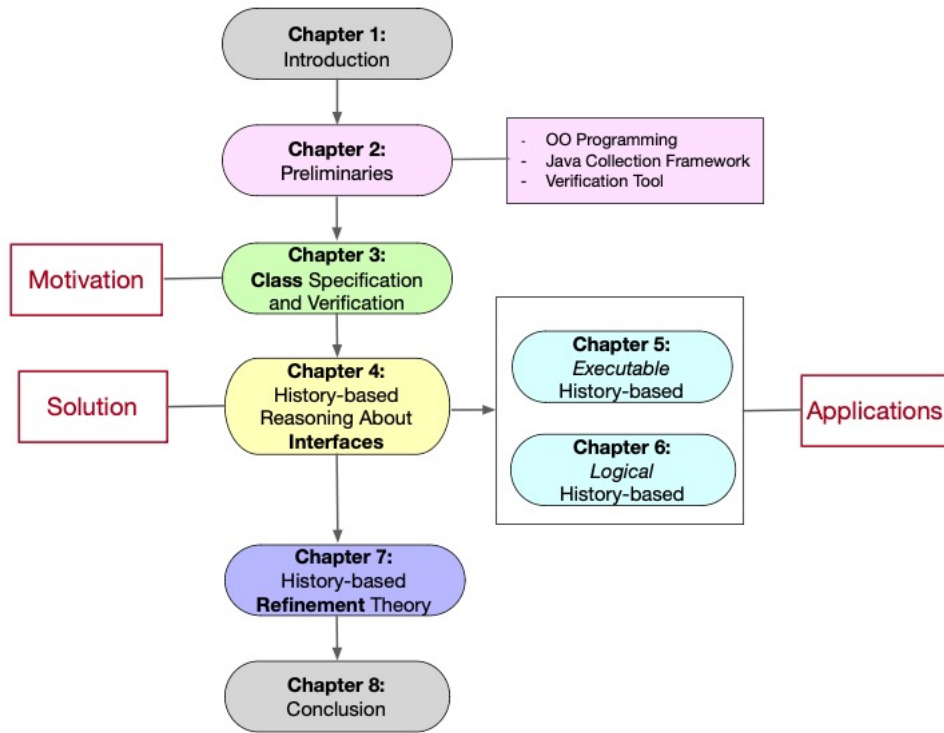 Chapter 1:
Introduction
Chapter 2:
Preliminaries
- OO Programming
- Java Collection Framework
- Verification Tool
Motivation
Chapter 3:
Class Specification
and Verification
Solution
Chapter 4:
History-based
Reasoning About
Interfaces
Chapter 5:
Executable
History-based
Chapter 6:
Logical
History-based
Applications
Chapter 7:
History-based
Refinement Theory
Chapter 8:
Conclusion